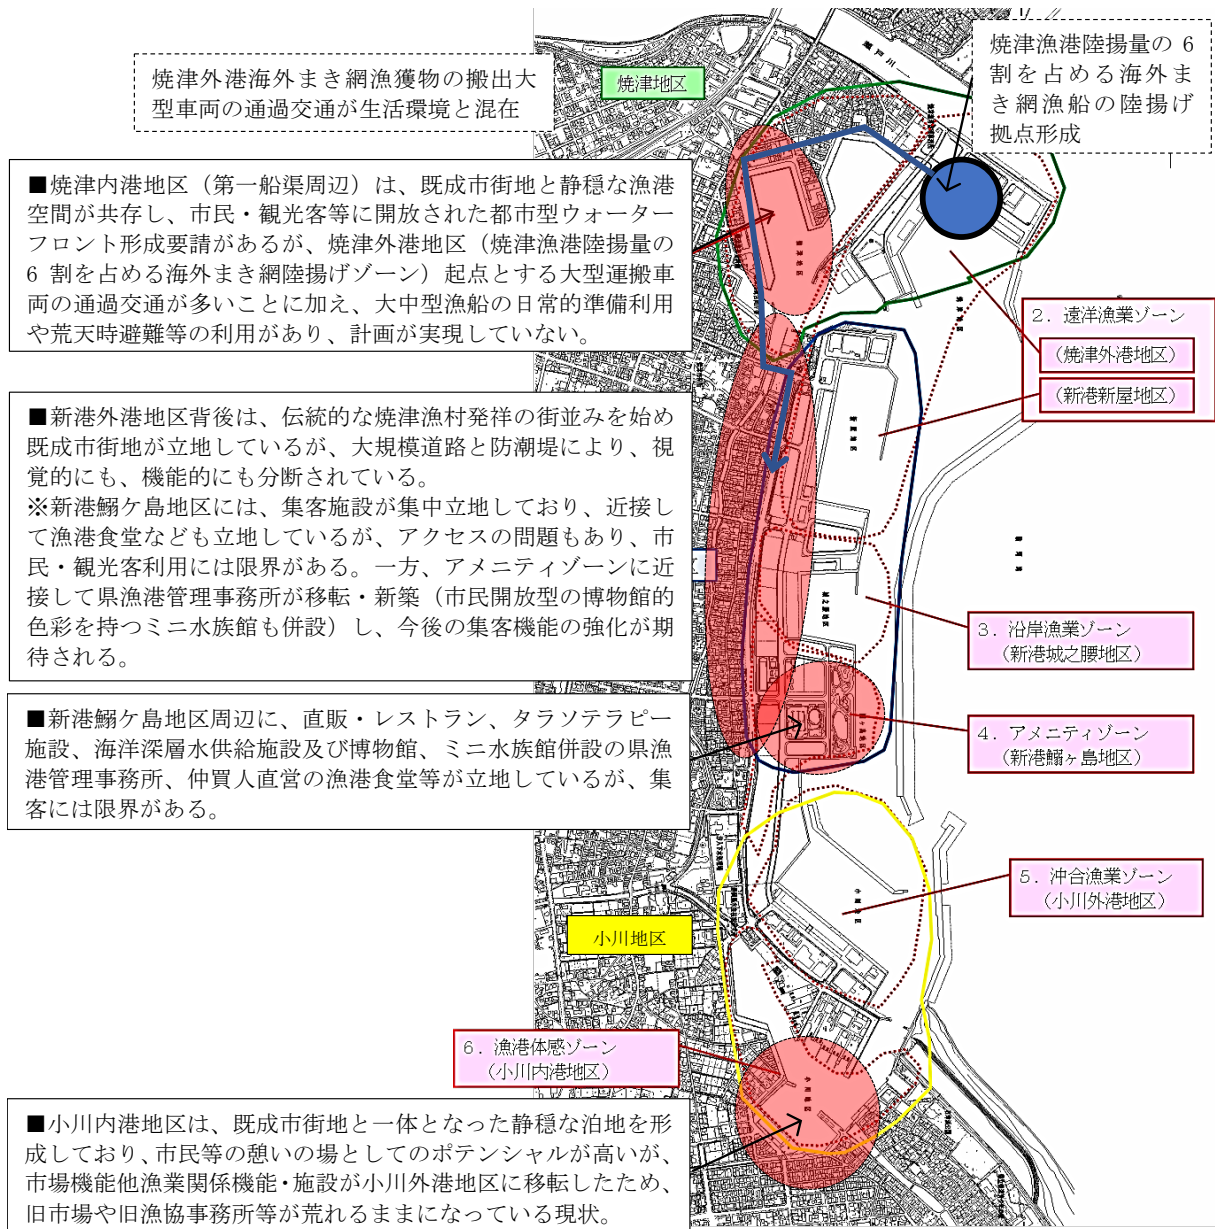 焼津外港海外まき網漁獲物の搬出大
型車両の通過交通が生活環境と混在
焼津地区
瀬戸川
焼津漁港陸揚量の 6
割を占める海外ま
き網漁船の陸揚げ
拠点形成
■焼津内港地区（第一船渠周辺）は、既成市街地と静穏な漁港
空間が共存し、市民・観光客等に開放された都市型ウォーター
フロント形成要請があるが、焼津外港地区（焼津漁港陸揚量の
6 割を占める海外まき網陸揚げゾーン）起点とする大型運搬車
両の通過交通が多いことに加え、大中型漁船の日常的準備利用
や荒天時避難等の利用があり、計画が実現していない。
焼津地区
2．遠洋漁業ゾーン
（焼津外港地区）
（新港新屋地区）
■新港外港地区背後は、伝統的な焼津漁村発祥の街並みを始め
既成市街地が立地しているが、大規模道路と防潮堤により、視
覚的にも、機能的にも分断されている。
※新港鰯ケ島地区には、集客施設が集中立地しており、近接し
て漁港食堂なども立地しているが、アクセスの問題もあり、市
民・観光客利用には限界がある。一方、アメニティゾーンに近
接して県漁港管理事務所が移転・新築（市民開放型の博物館的
色彩を持つミニ水族館も併設）し、今後の集客機能の強化が期
待される。
新屋地区
駿河湾
城之腰地区
3．沿岸漁業ゾーン
（新港城之腰地区）
■新港鰯ケ島地区周辺に、直販・レストラン、タラソテラピー
施設、海洋深層水供給施設及び博物館、ミニ水族館併設の県漁
港管理事務所、仲買人直営の漁港食堂等が立地しているが、集
客には限界がある。
4．アメニティゾーン
（新港鰯ヶ島地区）
5．沖合漁業ゾーン
（小川外港地区）
小川地区
小川地区
6．漁港体感ゾーン
（小川内港地区）
小川地区
■小川内港地区は、既成市街地と一体となった静穏な泊地を形
成しており、市民等の憩いの場としてのポテンシャルが高いが、
市場機能他漁業関係機能・施設が小川外港地区に移転したため、
旧市場や旧漁協事務所等が荒れるままになっている現状。